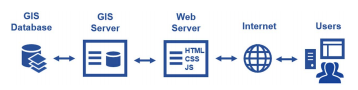 GIS
Database
GIS
Server
Web
Server
Internet
Users
HTML
CSS
JS